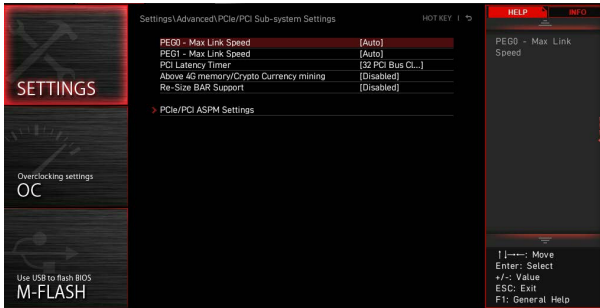 Settings\Advanced\PCIe/PCI Sub-system Settings
HOT KEY
HELP
INFO
PEG0 - Max Link Speed [Auto]
PEG1 - Max Link Speed [Auto]
PCI Latency Timer [32 PCI Bus Cl...]
Above 4G memory/Crypto Currency mining [Disabled]
Re-Size BAR Support [Disabled]
> PCIe/PCI ASPM Settings
PEG0 - Max Link
Speed
SETTINGS
Overclocking settings
OC
Use USB to flash BIOS
M-FLASH
↑↓→←: Move
Enter: Select
+/-: Value
ESC: Exit
F1: General Help